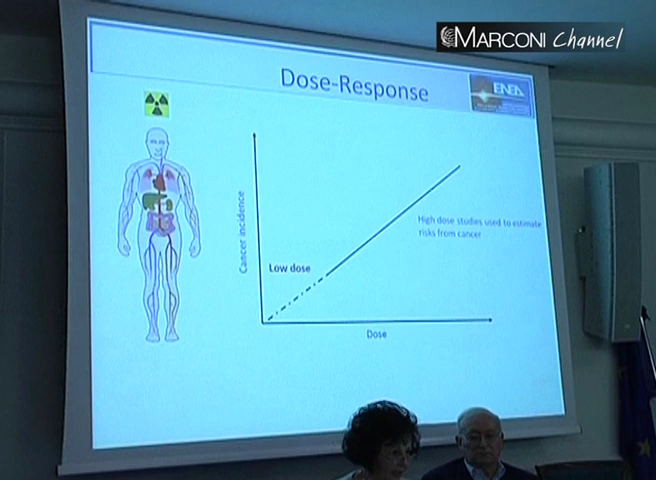 MARCONI Channel
Dose-Response
ENEA
Cancer incidence
High dose studies used to estimate
risks from cancer
Low dose
Dose